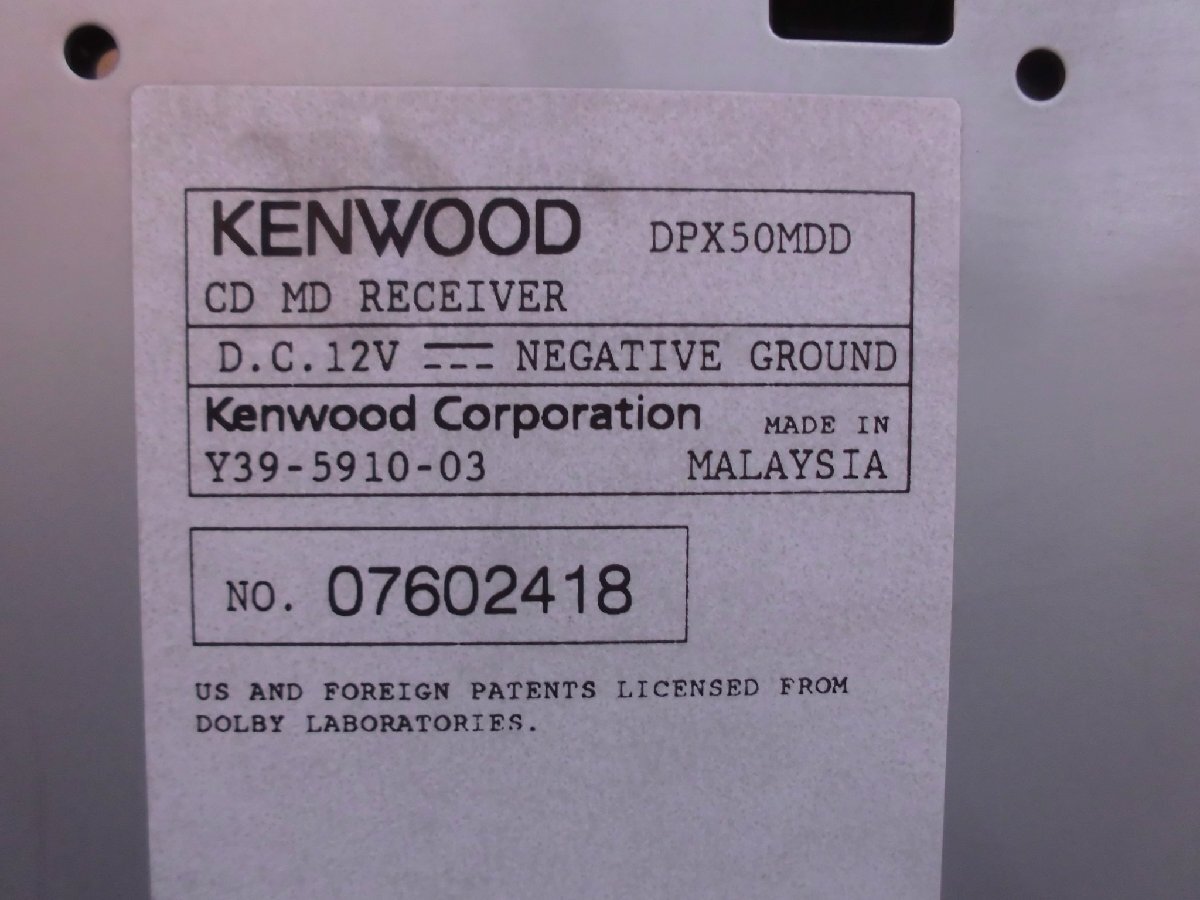 KENWOOD DPX50MDD
CD MD RECEIVER
D.C.12V NEGATIVE GROUND
Kenwood Corporation MADE IN
Y39-5910-03 MALAYSIA
NO. 07602418
US AND FOREIGN PATENTS LICENSED FROM
DOLBY LABORATORIES.